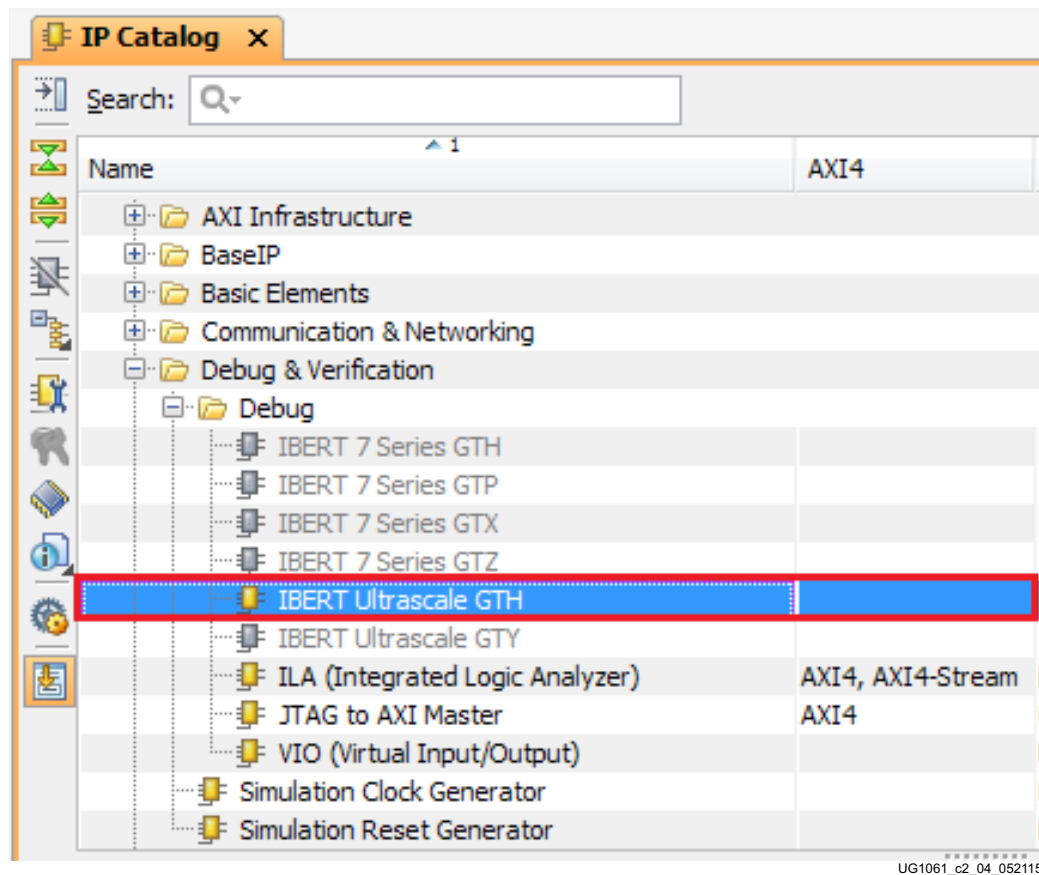 IP Catalog ×
Search:
1
Name AXI4
AXI Infrastructure
BaseIP
Basic Elements
Communication & Networking
Debug & Verification
Debug
IBERT 7 Series GTH
IBERT 7 Series GTP
IBERT 7 Series GTX
IBERT 7 Series GTZ
IBERT Ultrascale GTH
IBERT Ultrascale GTY
ILA (Integrated Logic Analyzer) AXI4, AXI4-Stream
JTAG to AXI Master AXI4
VIO (Virtual Input/Output)
Simulation Clock Generator
Simulation Reset Generator
UG1061_c2_04_052115